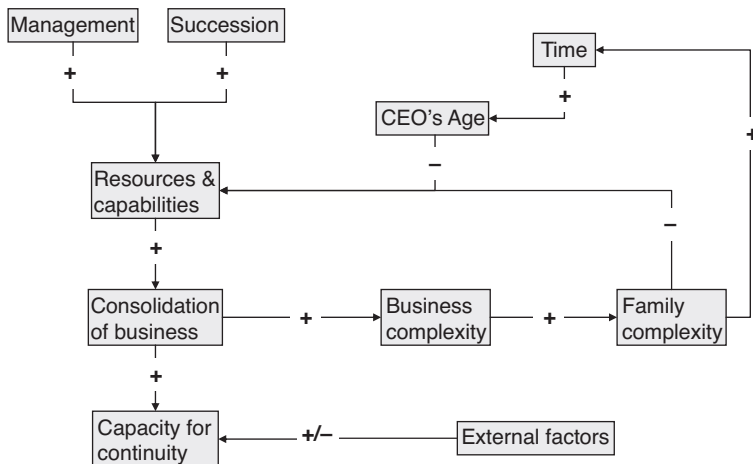 Management
Succession
+
+
Time
+
+
CEO's Age
–
Resources &
capabilities
–
+
Consolidation
of business
+
Business
complexity
+
Family
complexity
+
Capacity for
continuity
+/–
External factors